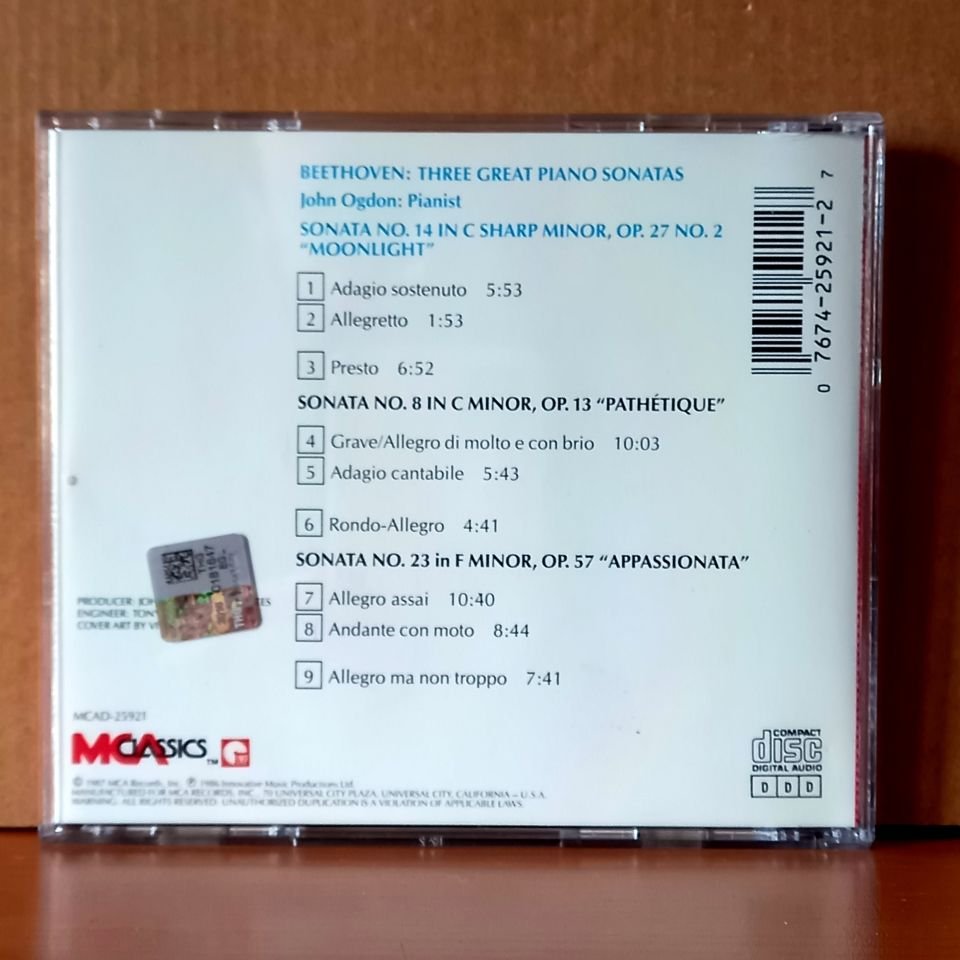 BEETHOVEN: THREE GREAT PIANO SONATAS
John Ogdon: Pianist
SONATA NO. 14 IN C SHARP MINOR, OP. 27 NO. 2
“MOONLIGHT”
1 Adagio sostenuto 5:53
2 Allegretto 1:53
3 Presto 6:52
SONATA NO. 8 IN C MINOR, OP. 13 “PATHÉTIQUE”
4 Grave/Allegro di molto e con brio 10:03
5 Adagio cantabile 5:43
6 Rondo-Allegro 4:41
SONATA NO. 23 in F MINOR, OP. 57 “APPASSIONATA”
7 Allegro assai 10:40
8 Andante con moto 8:44
9 Allegro ma non troppo 7:41
0 7674-25921-2 7
0181847
PRODUCER:
ENGINEER:
COVER ART BY
MCAD-25921
MCA CLASSICS™
© 1987 MCA Records, Inc. ℗ 1986 Innovative Music Productions Ltd.
MANUFACTURED FOR MCA RECORDS, INC., 70 UNIVERSAL CITY PLAZA, UNIVERSAL CITY, CALIFORNIA – U.S.A.
WARNING: ALL RIGHTS RESERVED. UNAUTHORIZED DUPLICATION IS A VIOLATION OF APPLICABLE LAWS.
COMPACT
disc
DIGITAL AUDIO
D D D